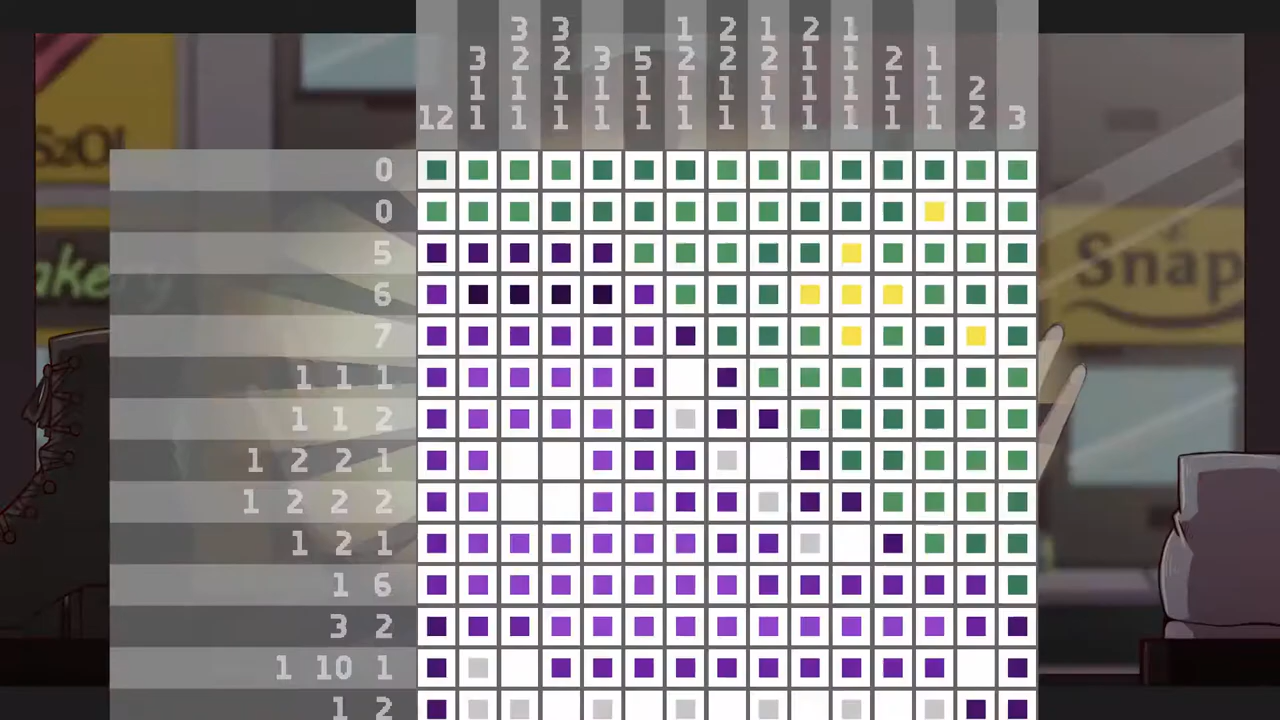 3 3 1 2 1 2 1
3 2 2 3 5 2 2 2 1 1 2 1
1 1 1 1 1 1 1 1 1 1 1 1 2
12 1 1 1 1 1 1 1 1 1 1 1 1 2 3
0
0
5
6
7
1 1 1
1 1 2
1 2 2 1
1 2 2 2
1 2 1
1 6
3 2
1 10 1
1 2
Snap